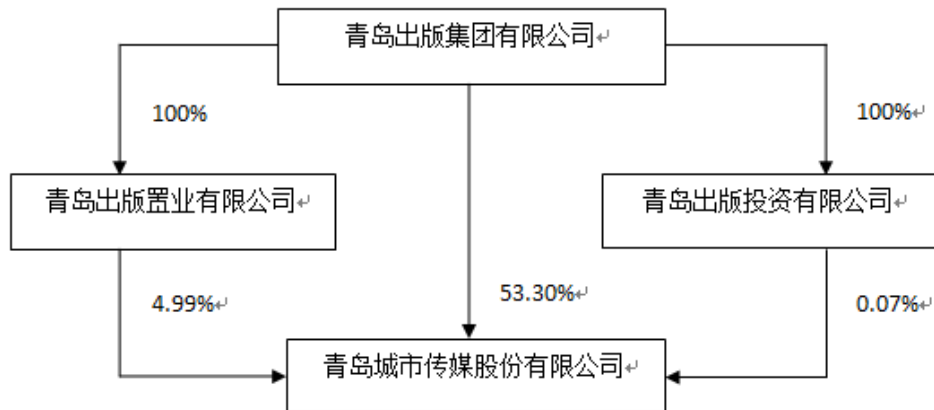 青岛出版集团有限公司↵
100%
100%↵
青岛出版置业有限公司↵
青岛出版投资有限公司↵
4.99%↵
53.30%↵
0.07%↵
青岛城市传媒股份有限公司↵